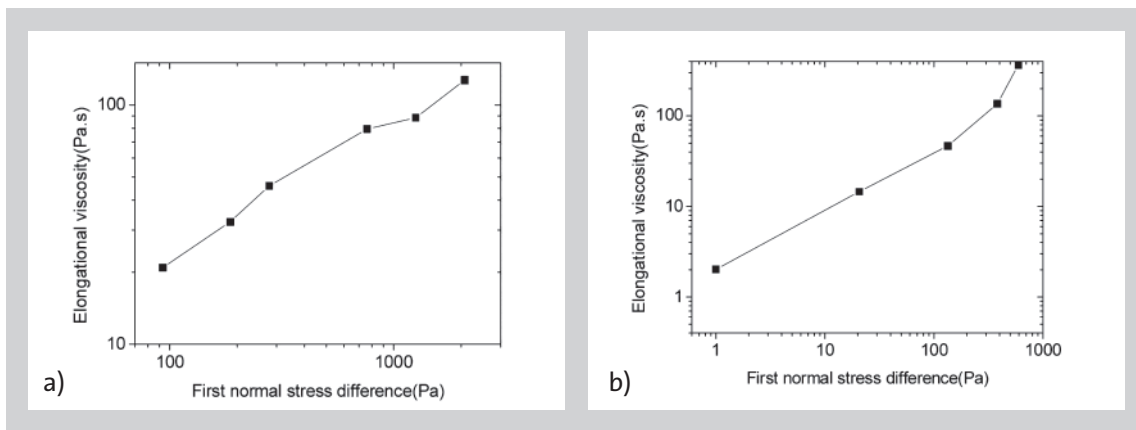 Elongational viscosity(Pa.s)
100
10
100
1000
First normal stress difference(Pa)
a)
Elongational viscosity(Pa.s)
100
10
1
1
10
100
1000
First normal stress difference(Pa)
b)